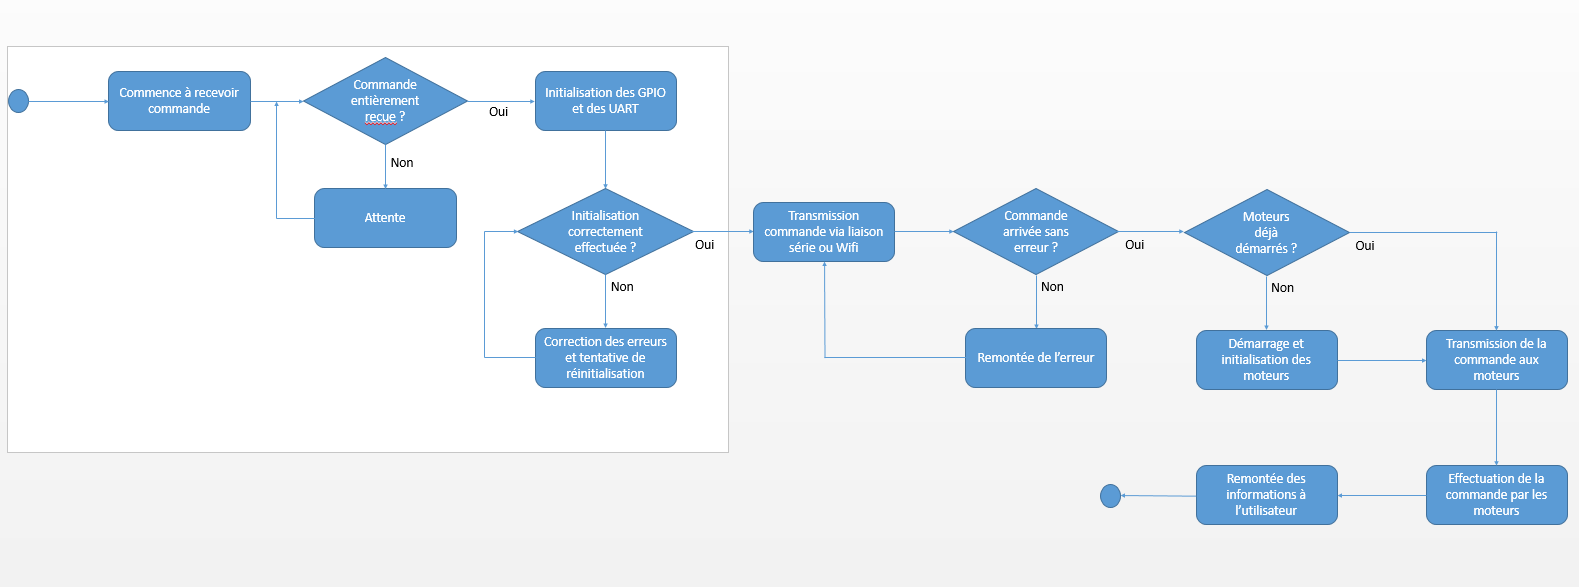 Commence à recevoir
commande
Commande
entièrement
recue ?
Oui
Non
Attente
Initialisation des GPIO
et des UART
Initialisation
correctement
effectuée ?
Oui
Non
Correction des erreurs
et tentative de
réinitialisation
Transmission
commande via liaison
série ou Wifi
Commande
arrivée sans
erreur ?
Oui
Non
Remontée de l’erreur
Moteurs
déjà
démarrés ?
Oui
Non
Démarrage et
initialisation des
moteurs
Transmission de la
commande aux
moteurs
Effectuation de la
commande par les
moteurs
Remontée des
informations à
l’utilisateur